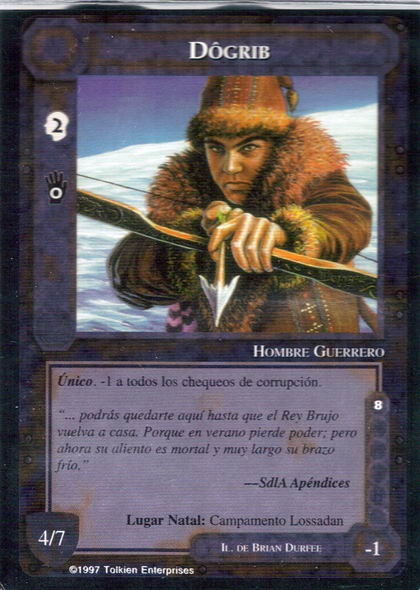 DÔGRIB
2
0
HOMBRE GUERRERO
Único. -1 a todos los chequeos de corrupción.
8
"... podrás quedarte aquí hasta que el Rey Brujo
vuelva a casa. Porque en verano pierde poder; pero
ahora su aliento es mortal y muy largo su brazo
frío."
—SdlA Apéndices
Lugar Natal: Campamento Lossadan
4/7
IL. DE BRIAN DURFEE
-1
©1997 Tolkien Enterprises